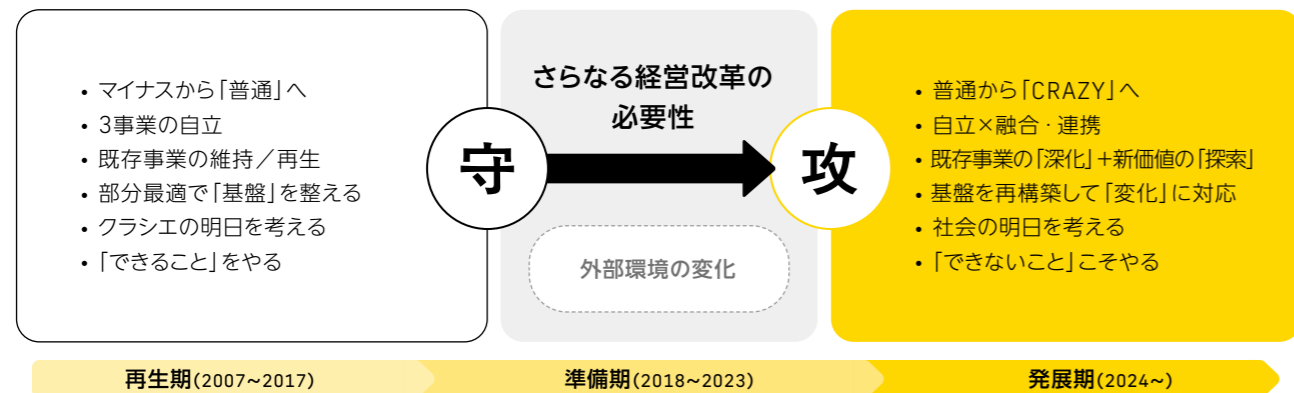 ・マイナスから「普通」へ
・3事業の自立
・既存事業の維持／再生
・部分最適で「基盤」を整える
・クラシエの明日を考える
・「できること」をやる
守
さらなる経営改革の
必要性
外部環境の変化
攻
・普通から「CRAZY」へ
・自立×融合・連携
・既存事業の「深化」+新価値の「探索」
・基盤を再構築して「変化」に対応
・社会の明日を考える
・「できないこと」こそやる
再生期(2007~2017)
準備期(2018~2023)
発展期(2024~)